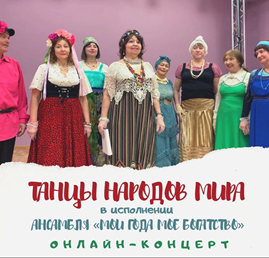 ТАНЦЫ НАРОДОВ МИРА
В ИСПОЛНЕНИИ
АНСАМБЛЯ «МОИ ГОДА МОЕ БОГАТСТВО»
ОНЛАЙН-КОНЦЕРТ